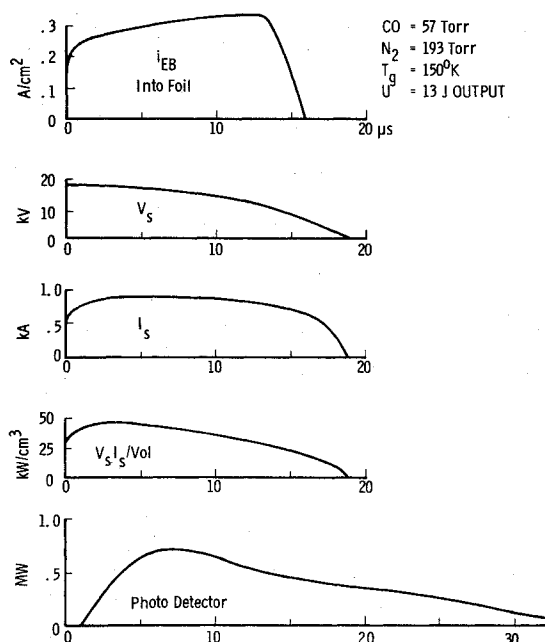 .3
.2
.1
0
A/cm²
i_EB
Into Foil
0 10 20 μs
CO = 57 Torr
N₂ = 193 Torr
T_g = 150°K
U = 13 J OUTPUT
20
10
0
kV
V_s
0 10 20
1.0
.5
0
kA
I_s
0 10 20
50
25
0
kW/cm³
V_s I_s/Vol
0 10 20
1.0
.5
0
MW
Photo Detector
10 20 30